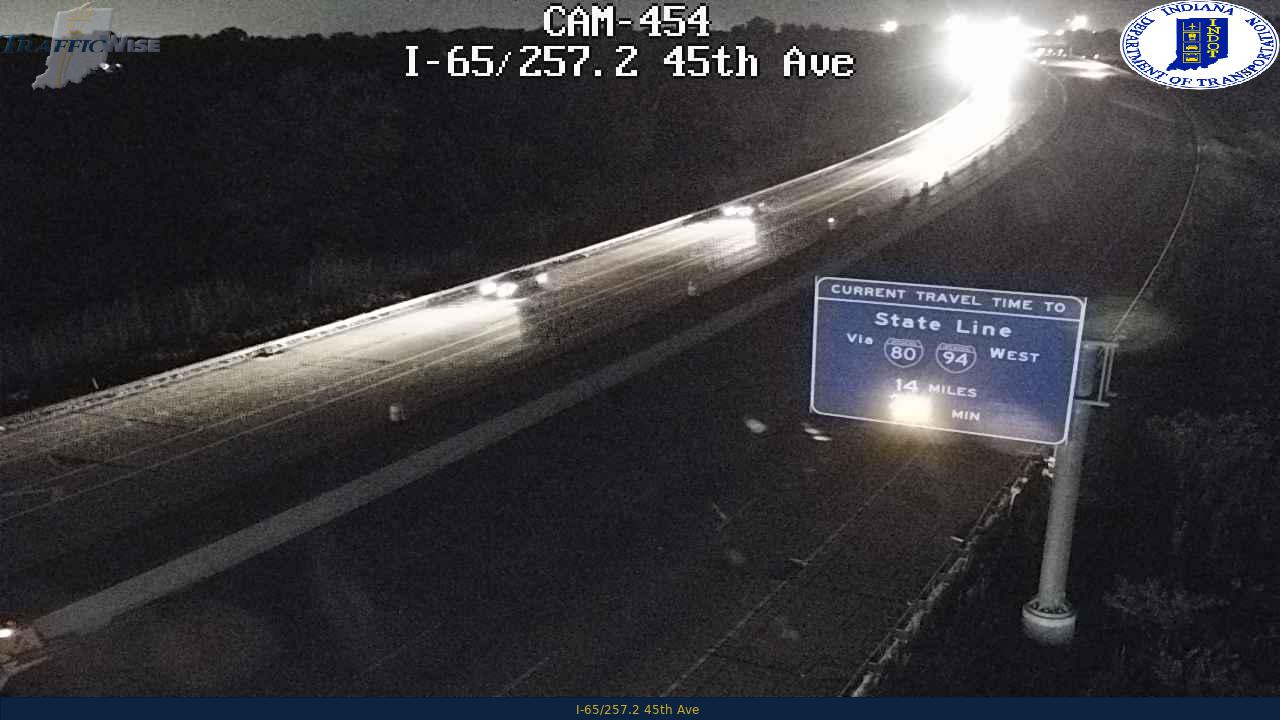 CAM-454
I-65/257.2 45th Ave
TRAFFICWISE
INDIANA
DEPARTMENT OF TRANSPORTATION
INDOT
CURRENT TRAVEL TIME TO
State Line
Via 80 94 WEST
14 MILES
MIN
I-65/257.2 45th Ave